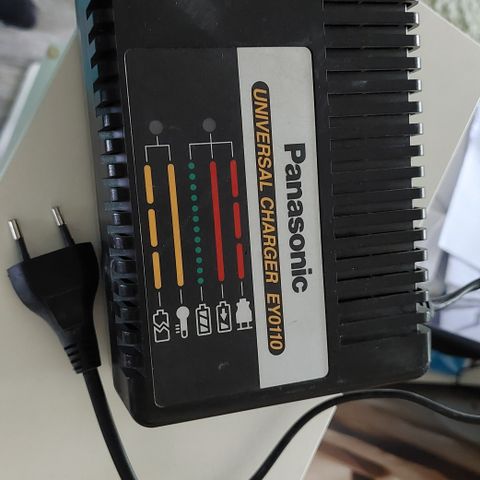 Panasonic
UNIVERSAL CHARGER EY0110